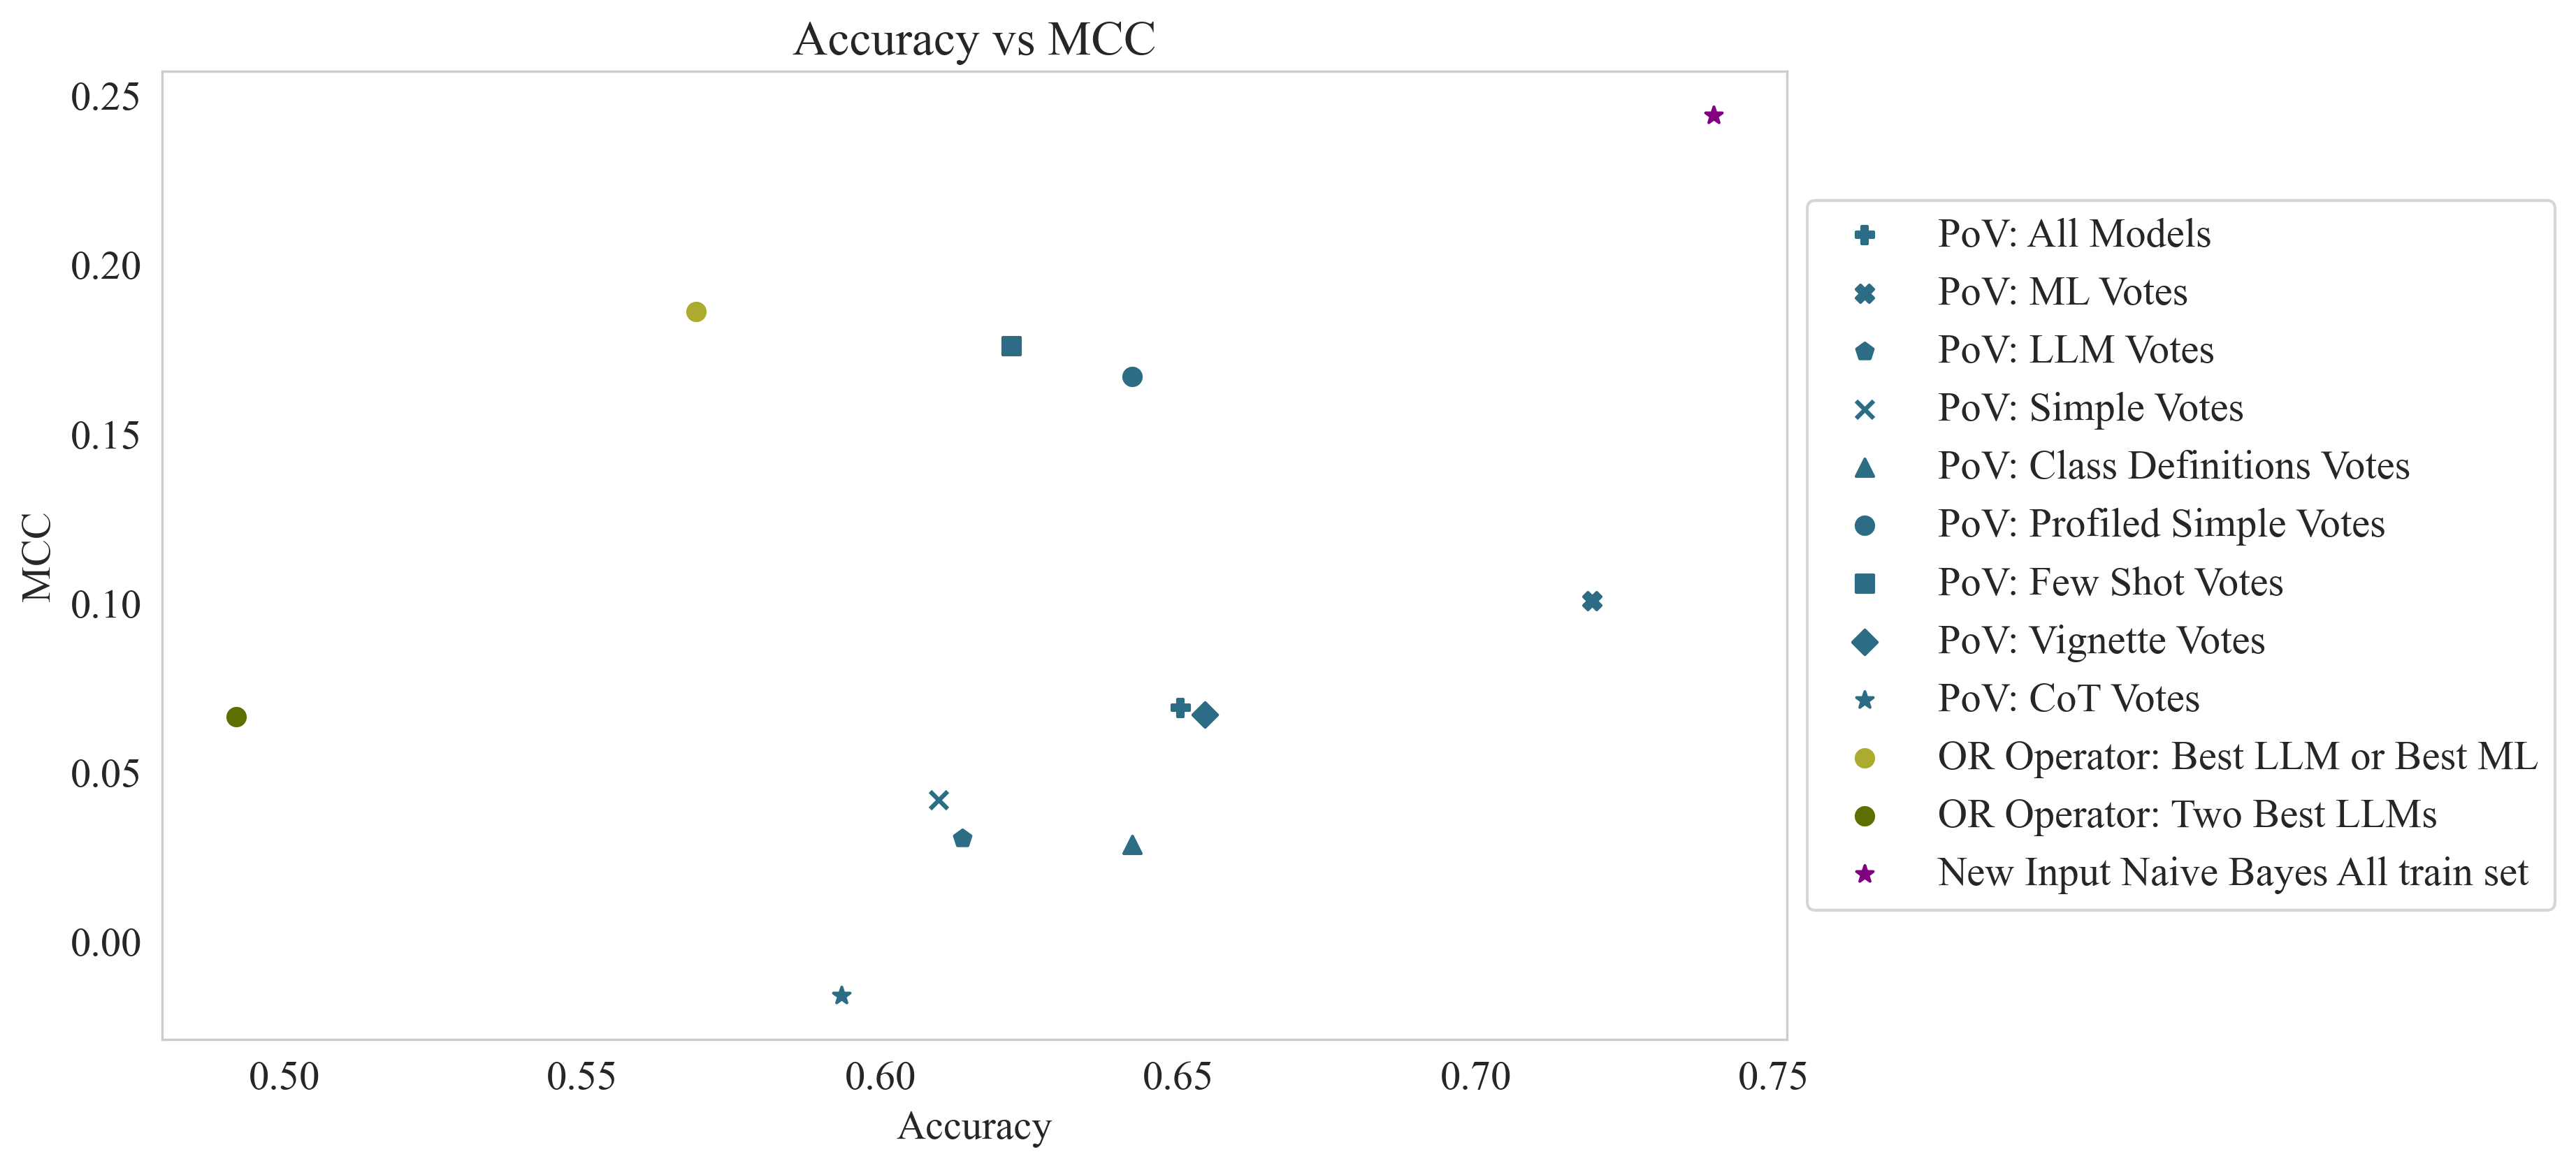 Accuracy vs MCC
0.25
0.20
0.15
0.10
0.05
0.00
MCC
0.50 0.55 0.60 0.65 0.70 0.75
Accuracy
PoV: All Models
PoV: ML Votes
PoV: LLM Votes
PoV: Simple Votes
PoV: Class Definitions Votes
PoV: Profiled Simple Votes
PoV: Few Shot Votes
PoV: Vignette Votes
PoV: CoT Votes
OR Operator: Best LLM or Best ML
OR Operator: Two Best LLMs
New Input Naive Bayes All train set